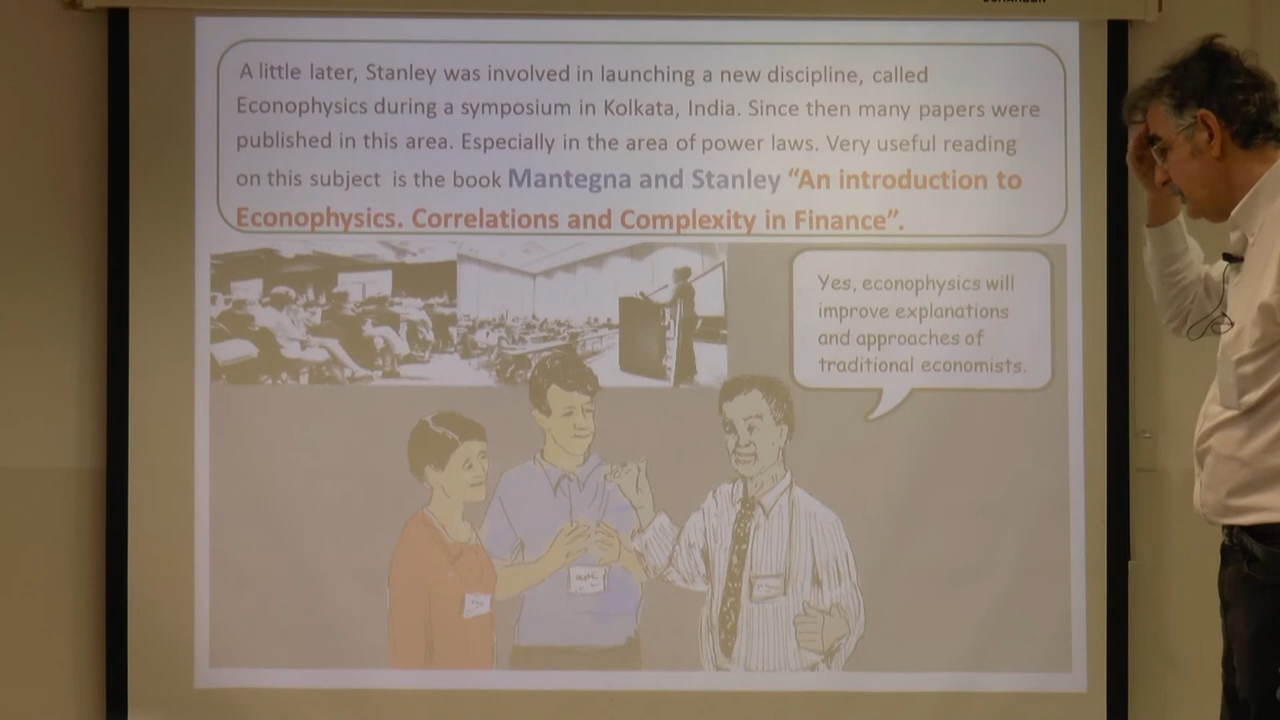 A little later, Stanley was involved in launching a new discipline, called
Econophysics during a symposium in Kolkata, India. Since then many papers were
published in this area. Especially in the area of power laws. Very useful reading
on this subject is the book Mantegna and Stanley “An introduction to
Econophysics. Correlations and Complexity in Finance”.
Yes, econophysics will
improve explanations
and approaches of
traditional economists.